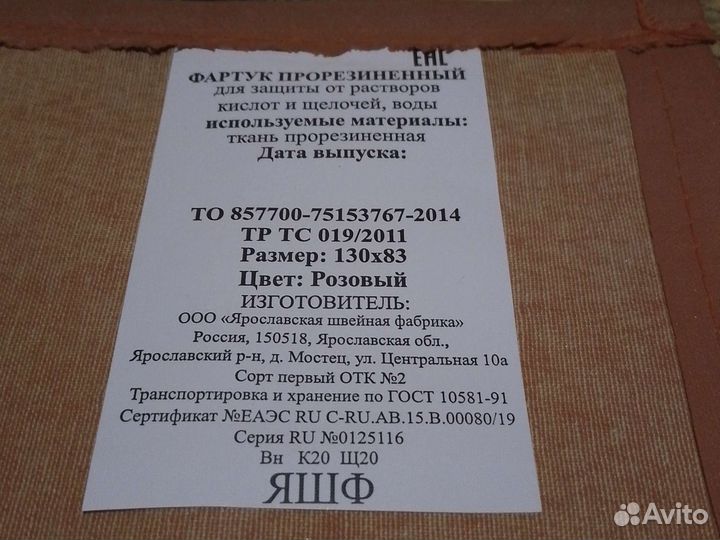 EAC
ФАРТУК ПРОРЕЗИНЕННЫЙ
для защиты от растворов
кислот и щелочей, воды
используемые материалы:
ткань прорезиненная
Дата выпуска:
ТО 857700-75153767-2014
ТР ТС 019/2011
Размер: 130х83
Цвет: Розовый
ИЗГОТОВИТЕЛЬ:
ООО «Ярославская швейная фабрика»
Россия, 150518, Ярославская обл.,
Ярославский р-н, д. Мостец, ул. Центральная 10а
Сорт первый ОТК №2
Транспортировка и хранение по ГОСТ 10581-91
Сертификат №ЕАЭС RU C-RU.АВ.15.В.00080/19
Серия RU №0125116
Вн К20 Щ20
ЯШФ
Avito